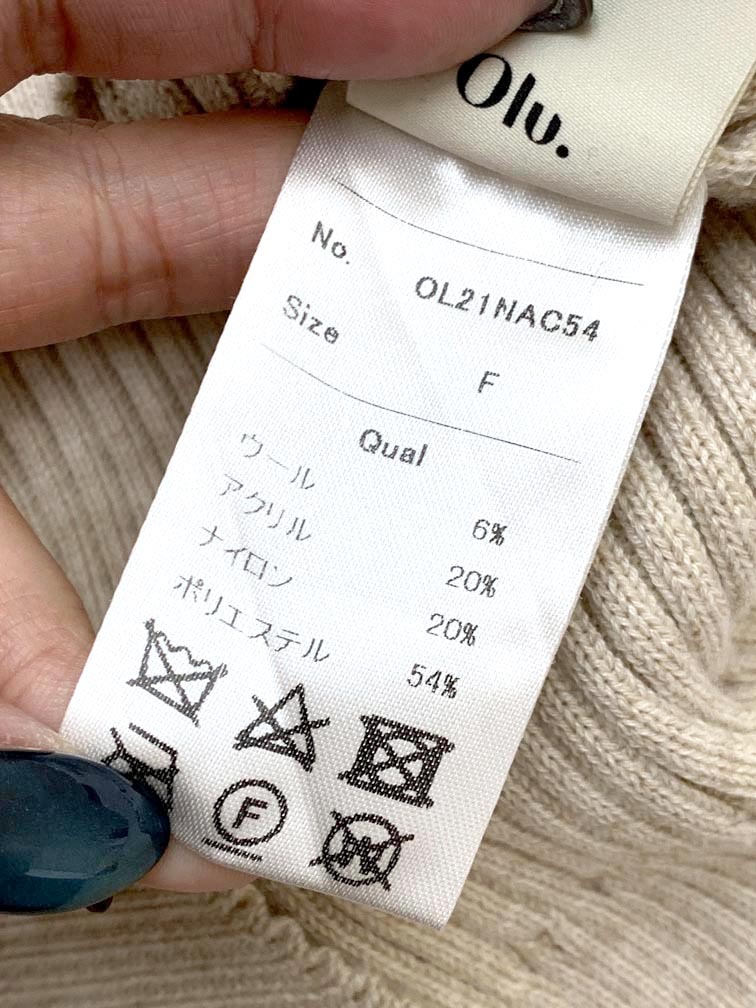 Olu.
No. OL21NAC54
Size F
Qual
ウール 6%
アクリル 20%
ナイロン 20%
ポリエステル 54%
F
W